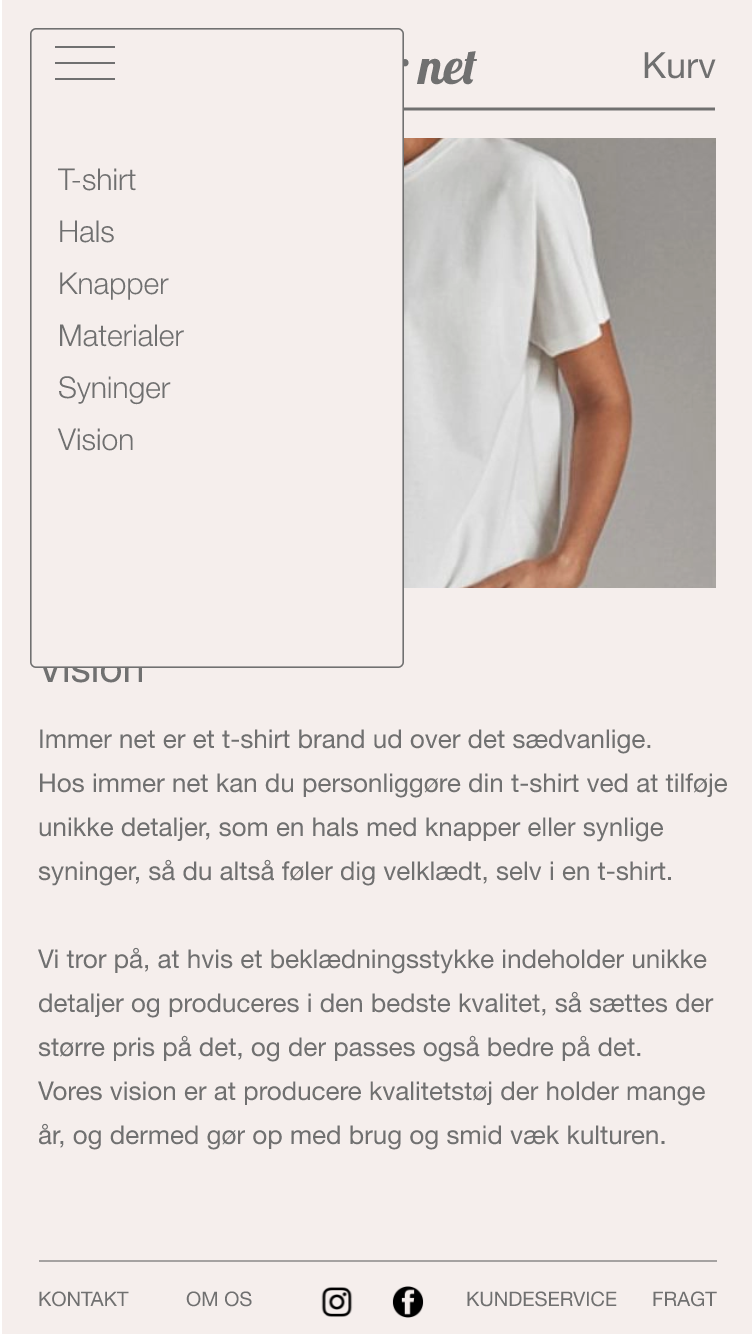 net
Kurv
T-shirt
Hals
Knapper
Materialer
Syninger
Vision
Vision
Immer net er et t-shirt brand ud over det sædvanlige.
Hos immer net kan du personliggøre din t-shirt ved at tilføje
unikke detaljer, som en hals med knapper eller synlige
syninger, så du altså føler dig velklædt, selv i en t-shirt.
Vi tror på, at hvis et beklædningsstykke indeholder unikke
detaljer og produceres i den bedste kvalitet, så sættes der
større pris på det, og der passes også bedre på det.
Vores vision er at producere kvalitetstøj der holder mange
år, og dermed gør op med brug og smid væk kulturen.
KONTAKT OM OS KUNDESERVICE FRAGT